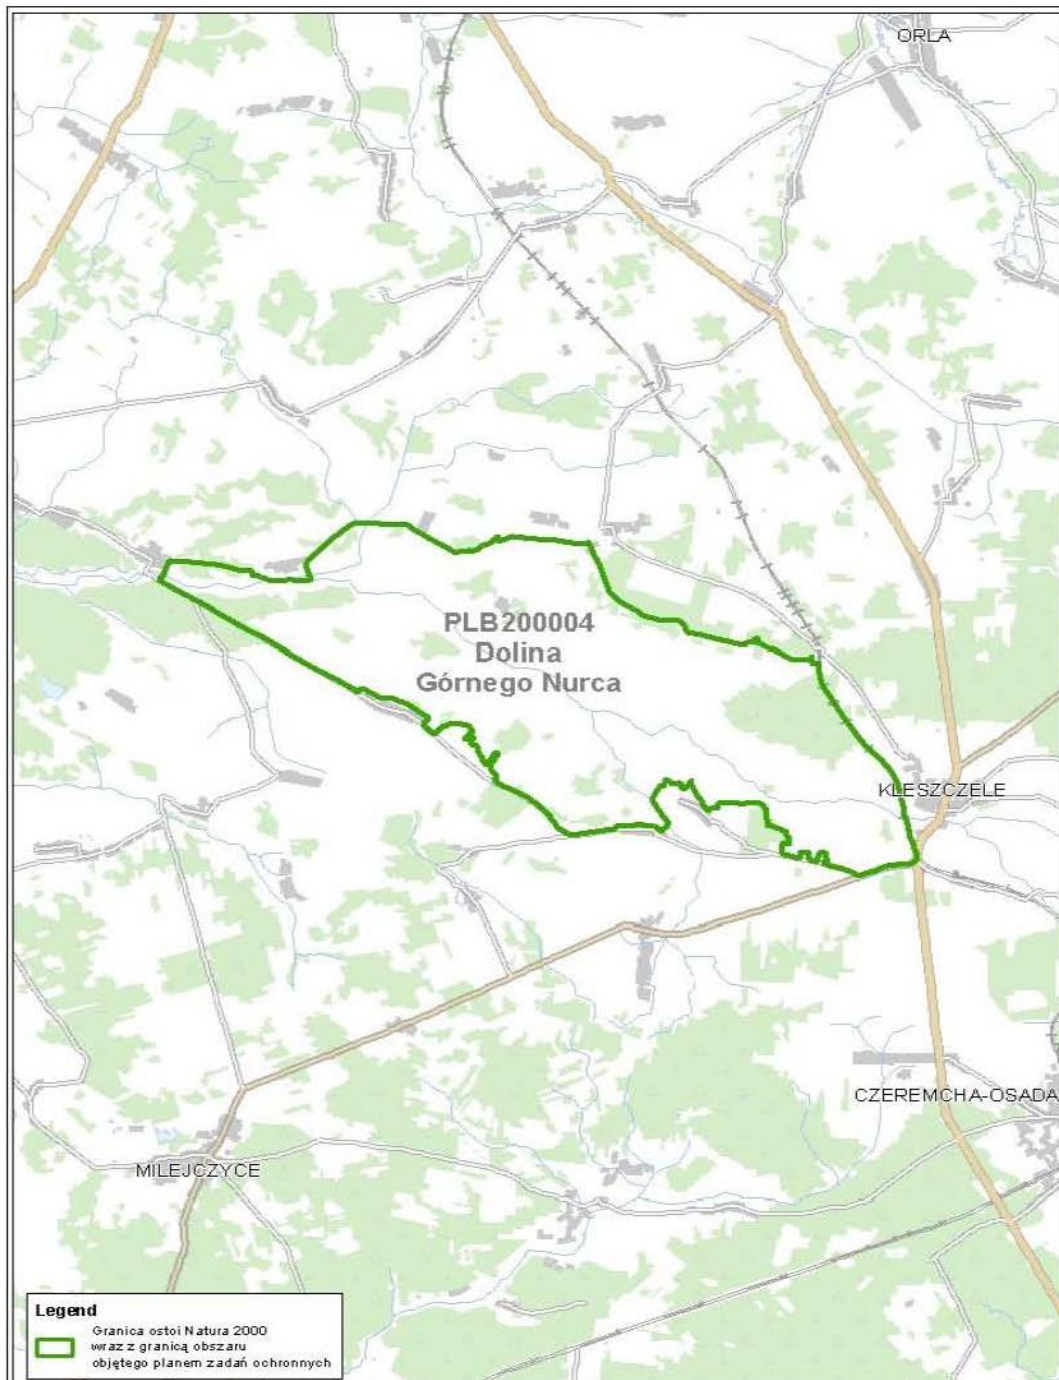 ORLA
PLB200004
Dolina
Górnego Nurca
KLESZCZELE
CZEREMCHA-OSADA
MILEJCZYCE
Legend
Granica ostoi Natura 2000
wraz z granicą obszaru
objętego planem zadań ochronnych